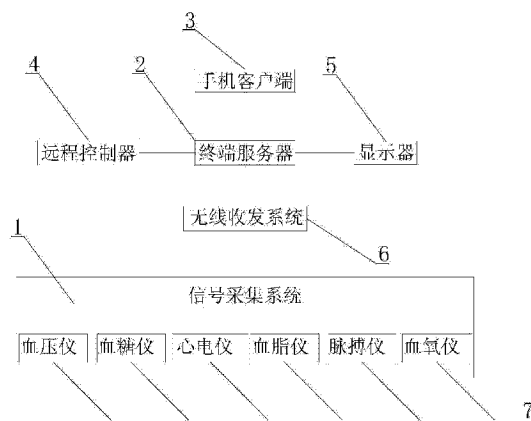 3
4
2
5
手机客户端
远程控制器
终端服务器
显示器
无线收发系统
1
6
信号采集系统
血压仪
血糖仪
心电仪
血脂仪
脉搏仪
血氧仪
7